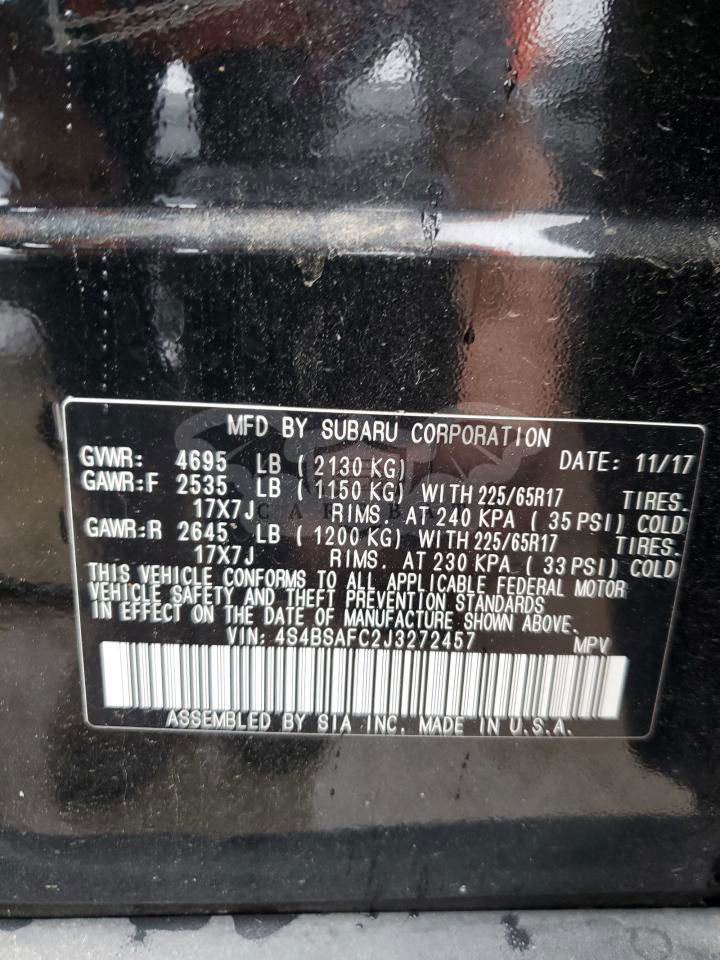 MFD BY SUBARU CORPORATION
GVWR: 4695 LB ( 2130 KG) DATE: 11/17
GAWR:F 2535 LB ( 1150 KG) WITH 225/65R17 TIRES.
17X7J RIMS. AT 240 KPA ( 35 PSI) COLD
GAWR:R 2645 LB ( 1200 KG) WITH 225/65R17 TIRES.
17X7J RIMS. AT 230 KPA ( 33 PSI) COLD
THIS VEHICLE CONFORMS TO ALL APPLICABLE FEDERAL MOTOR
VEHICLE SAFETY AND THEFT PREVENTION STANDARDS
IN EFFECT ON THE DATE OF MANUFACTURE SHOWN ABOVE.
VIN: 4S4BSAFC2J3272457 MPV
ASSEMBLED BY SIA INC. MADE IN U.S.A.